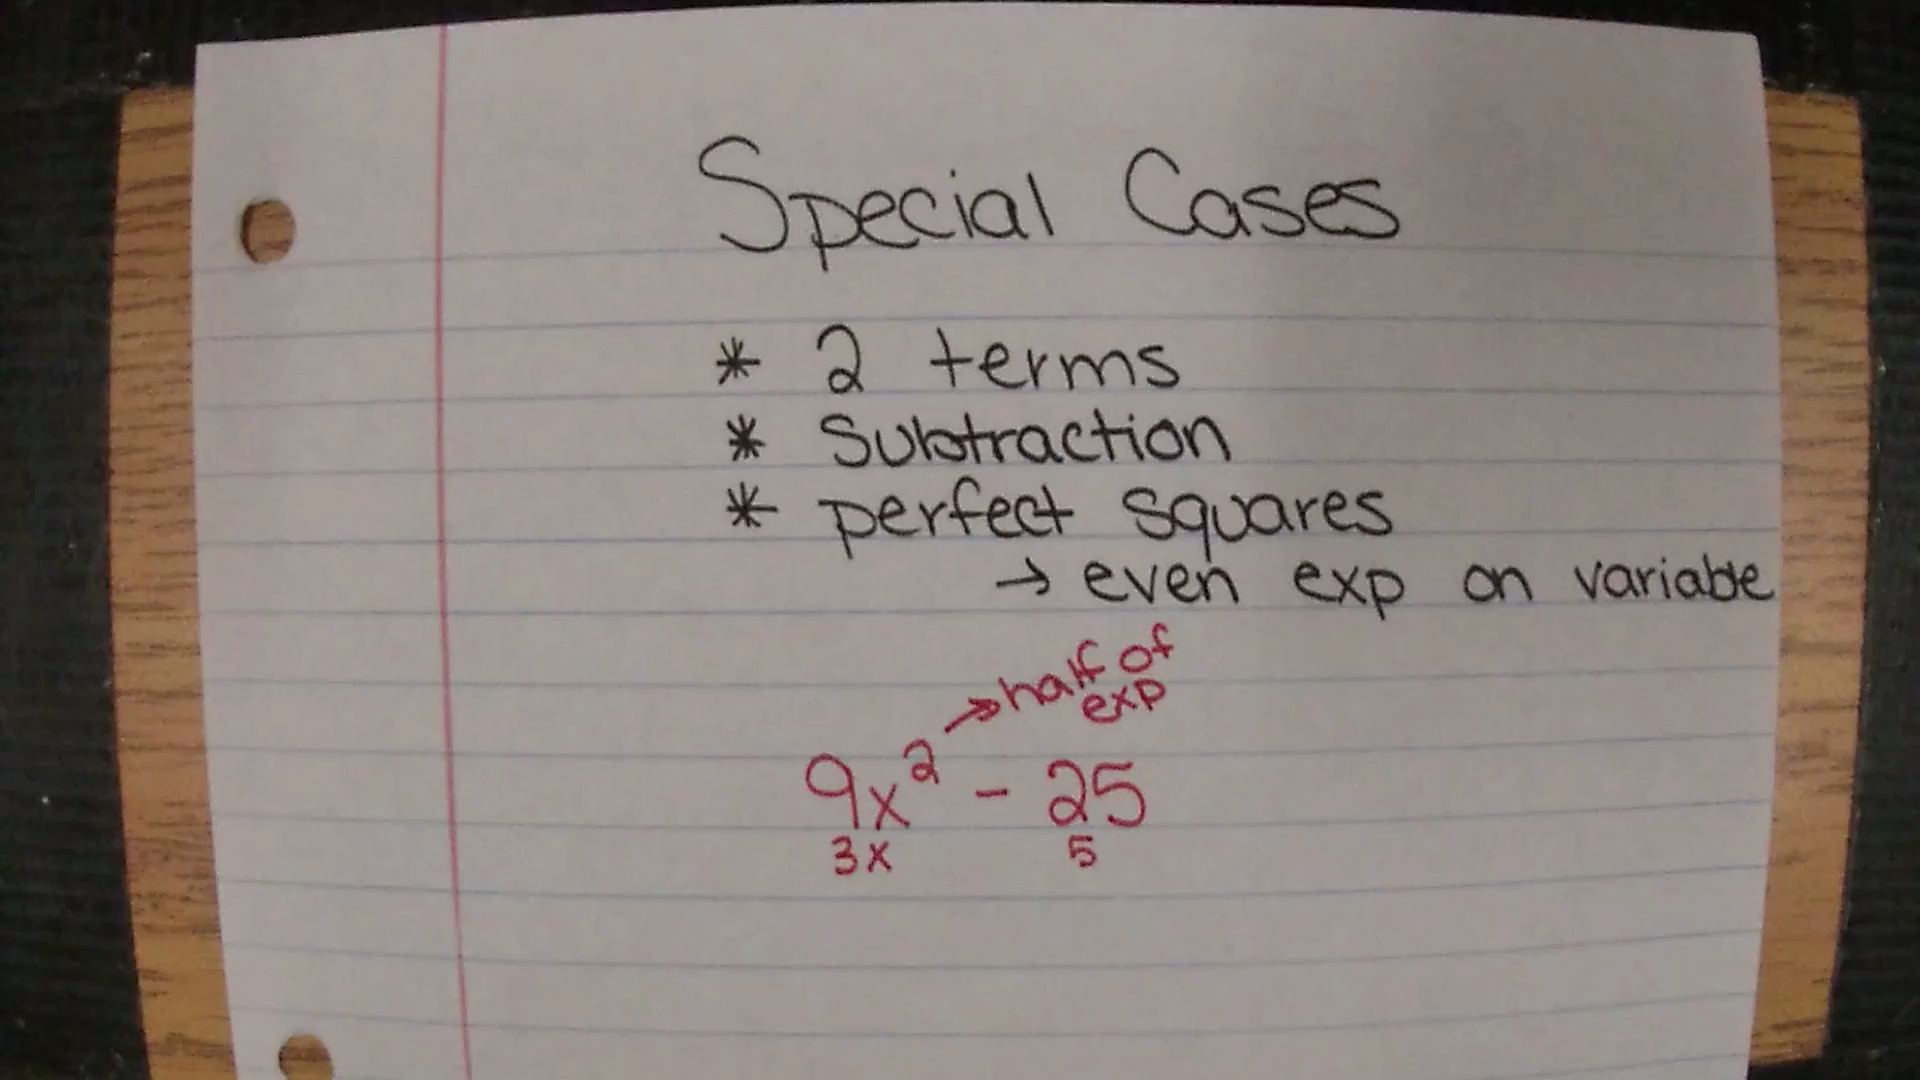 Special Cases
* 2 terms
* Subtraction
* perfect squares
→ even exp on variable
→ half of
exp
9x² - 25
3x 5